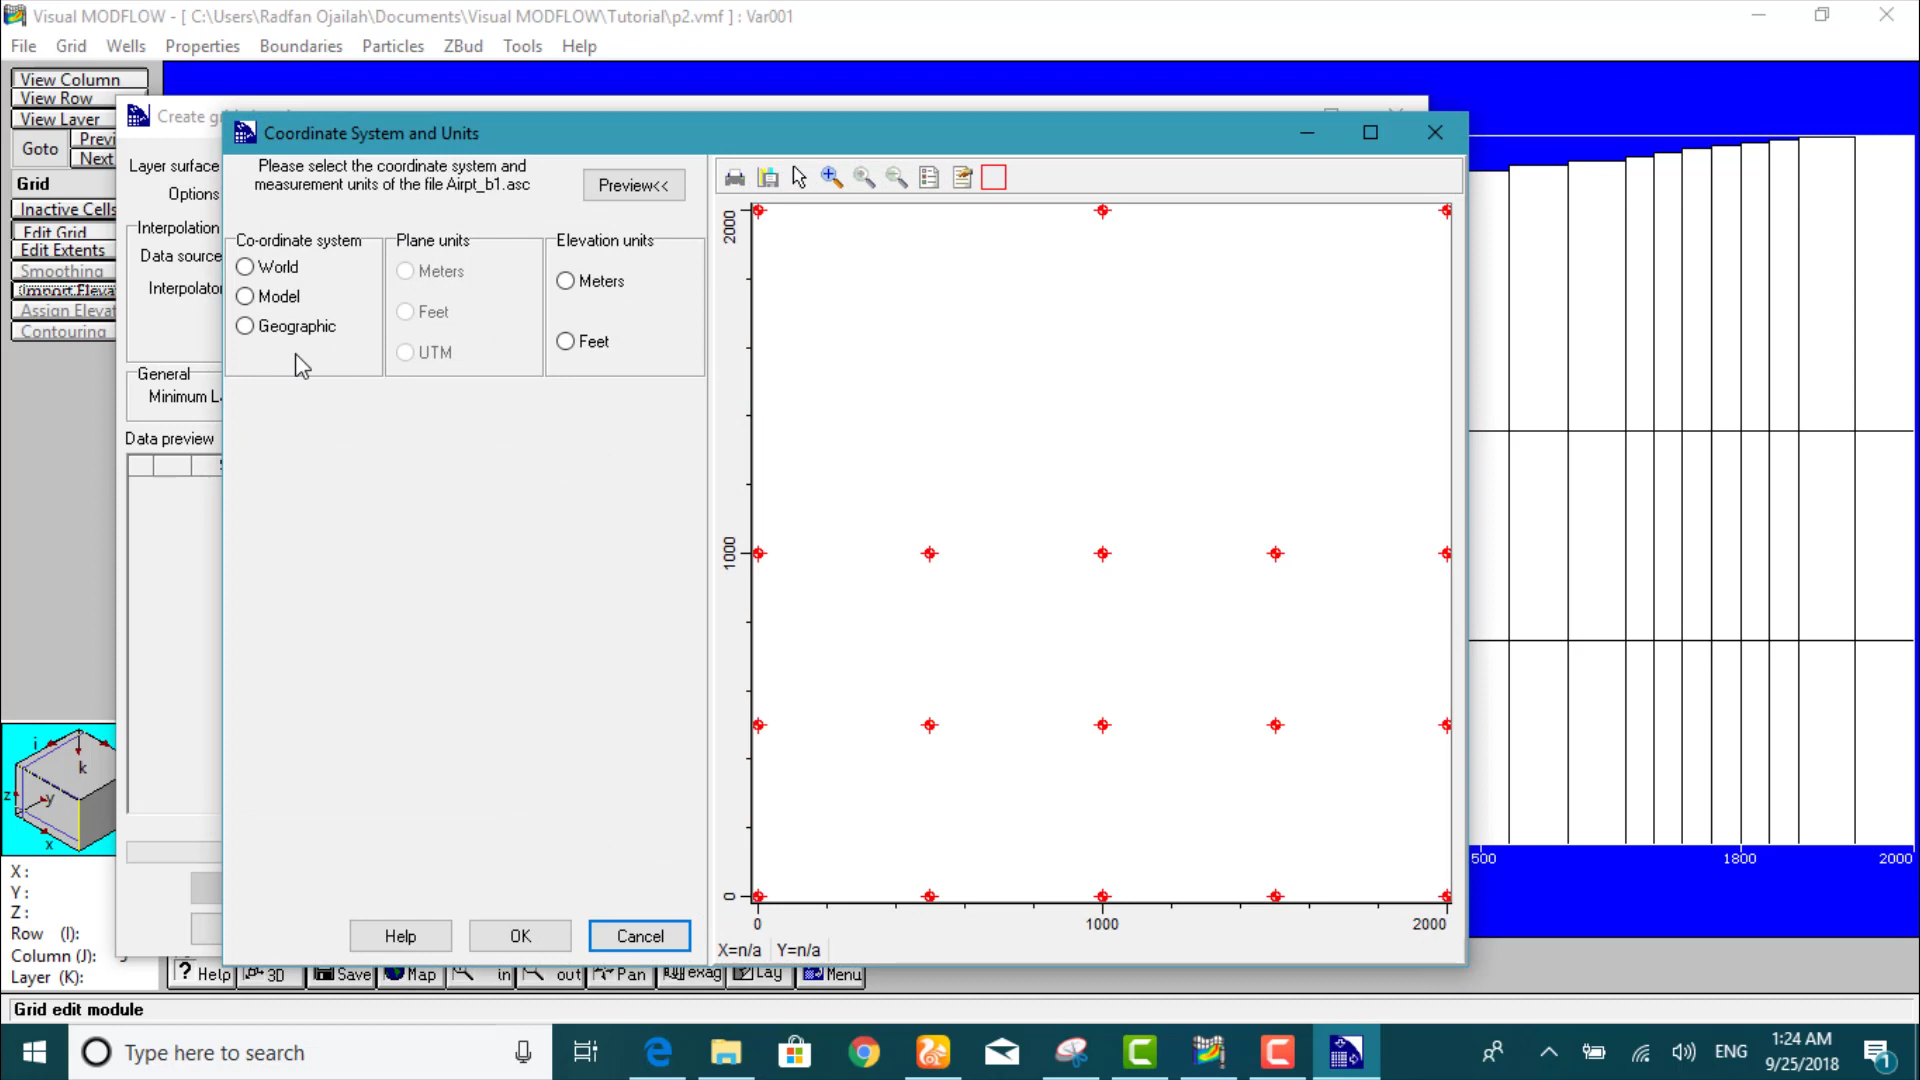 Visual MODFLOW - [ C:\Users\Radfan Ojailah\Documents\Visual MODFLOW\Tutorial\p2.vmf ] : Var001
File Grid Wells Properties Boundaries Particles ZBud Tools Help
View Column
View Row
View Layer
Goto
Previ
Next
Grid
Inactive Cells
Edit Grid
Edit Extents
Smoothing
Import Eleva
Assign Elevat
Contouring
Create g
Layer surface
Options
Interpolation
Data source
Interpolator
General
Minimum L
Data preview
Coordinate System and Units
Please select the coordinate system and
measurement units of the file Airpt_b1.asc
Preview<<
Co-ordinate system
World
Model
Geographic
Plane units
Meters
Feet
UTM
Elevation units
Meters
Feet
Help OK Cancel
2000
1000
0
0 1000 2000
X=n/a Y=n/a
500 1800 2000
i
k
z
y
x
X :
Y :
Z :
Row (I):
Column (J):
Layer (K):
? Help 3D Save Map in out Pan exag Lay Menu
Grid edit module
Type here to search
ENG
1:24 AM
9/25/2018
1